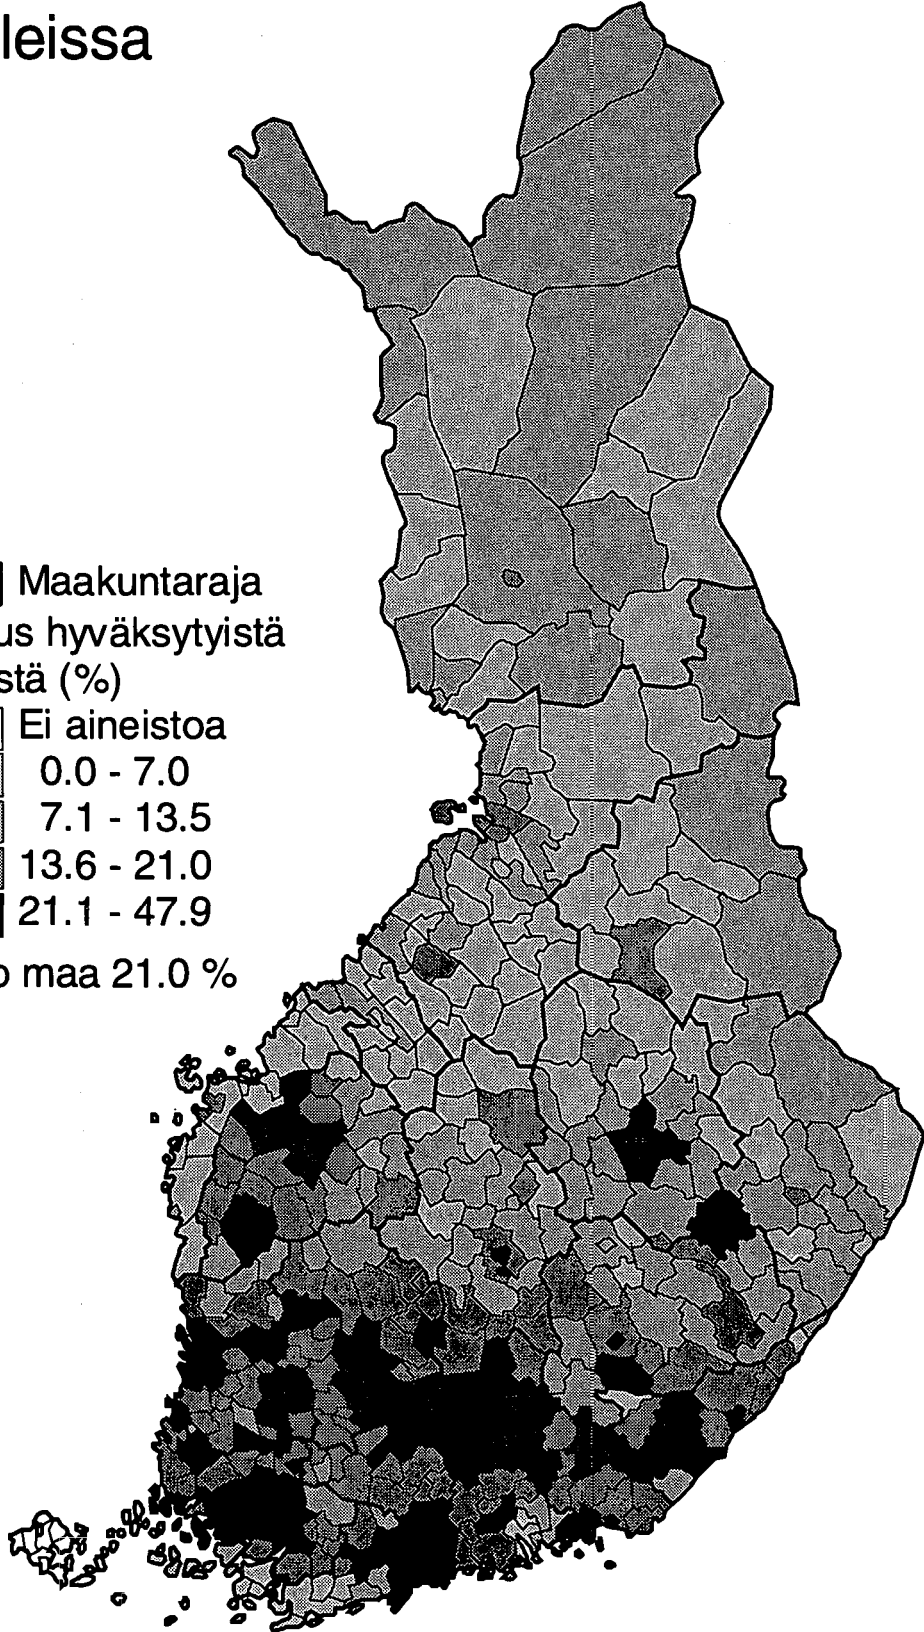 leissa
Maakuntaraja
us hyväksytyistä
stä (%)
Ei aineistoa
0.0 - 7.0
7.1 - 13.5
13.6 - 21.0
21.1 - 47.9
o maa 21.0 %